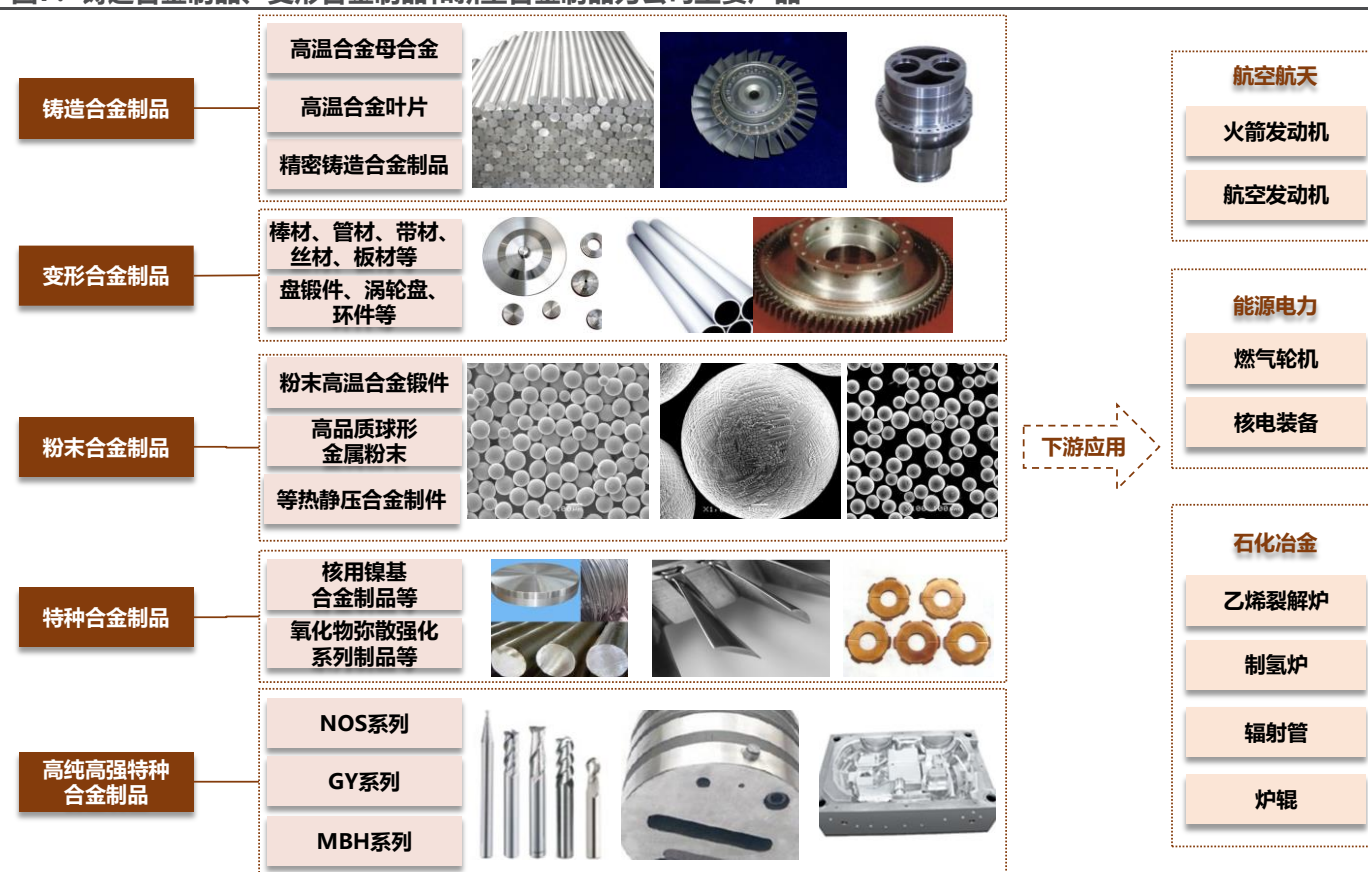 铸造合金制品
高温合金母合金
高温合金叶片
精密铸造合金制品
变形合金制品
棒材、管材、带材、
丝材、板材等
盘锻件、涡轮盘、
环件等
粉末合金制品
粉末高温合金锻件
高品质球形
金属粉末
等热静压合金制件
特种合金制品
核用镍基
合金制品等
氧化物弥散强化
系列制品等
高纯高强特种
合金制品
NOS系列
GY系列
MBH系列
下游应用
航空航天
火箭发动机
航空发动机
能源电力
燃气轮机
核电装备
石化冶金
乙烯裂解炉
制氢炉
辐射管
炉辊